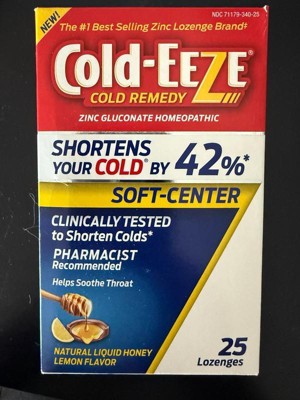 NDC 71179-340-25
NEW!
The #1 Best Selling Zinc Lozenge Brand‡
COLD-EEZE®
COLD REMEDY
ZINC GLUCONATE HOMEOPATHIC
SHORTENS
YOUR COLD® BY 42%*
SOFT-CENTER
CLINICALLY TESTED
to Shorten Colds*
PHARMACIST
Recommended
Helps Soothe Throat
NATURAL LIQUID HONEY
LEMON FLAVOR
25
Lozenges